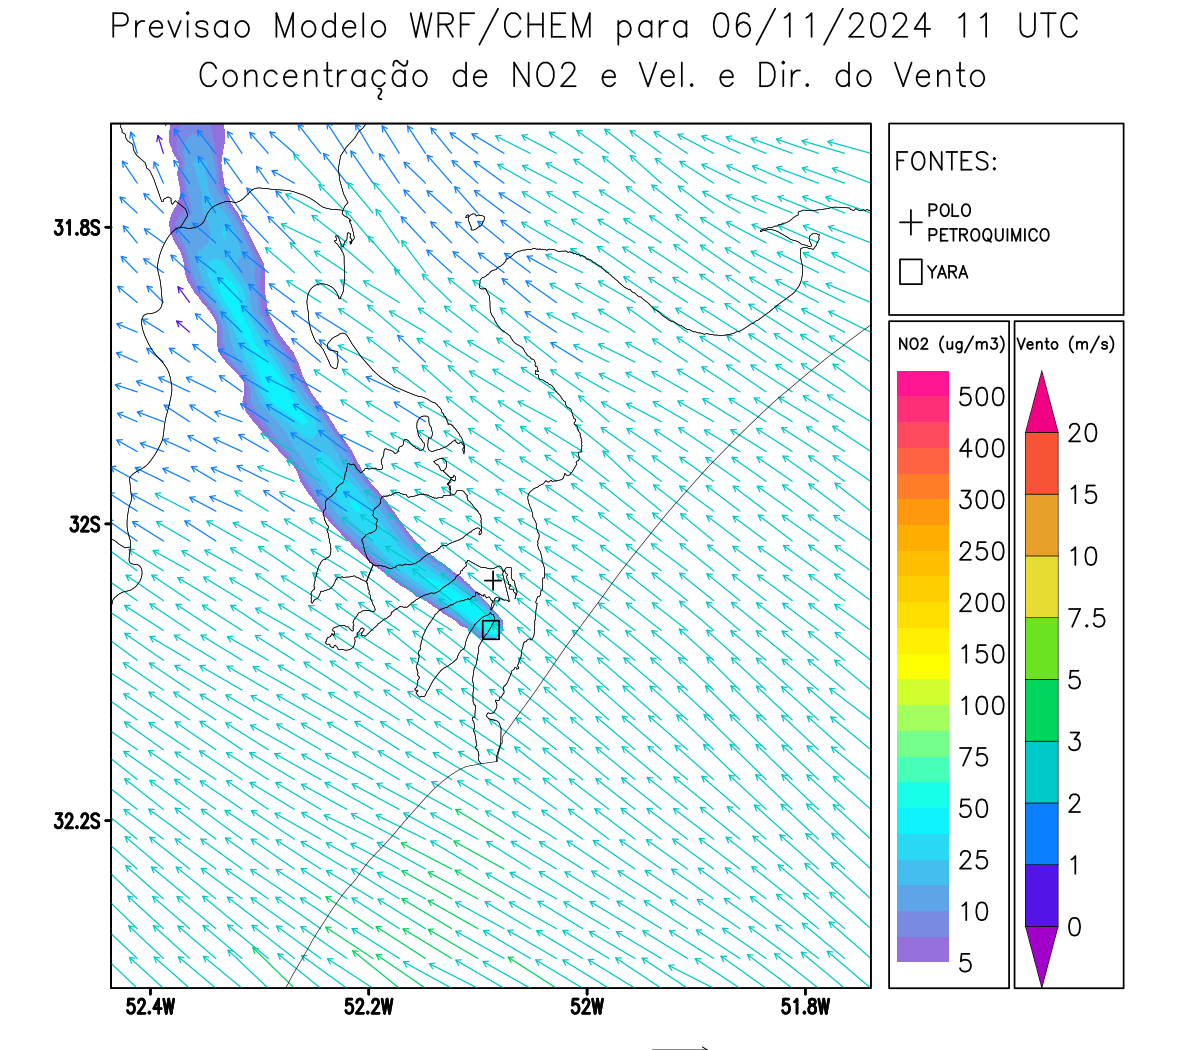 Previsao Modelo WRF/CHEM para 06/11/2024 11 UTC
Concentração de NO2 e Vel. e Dir. do Vento
FONTES:
POLO
PETROQUIMICO
YARA
NO2 (ug/m3)
500
400
300
250
200
150
100
75
50
25
10
5
Vento (m/s)
20
15
10
7.5
5
3
2
1
0
31.8S
32S
32.2S
52.4W
52.2W
52W
51.8W